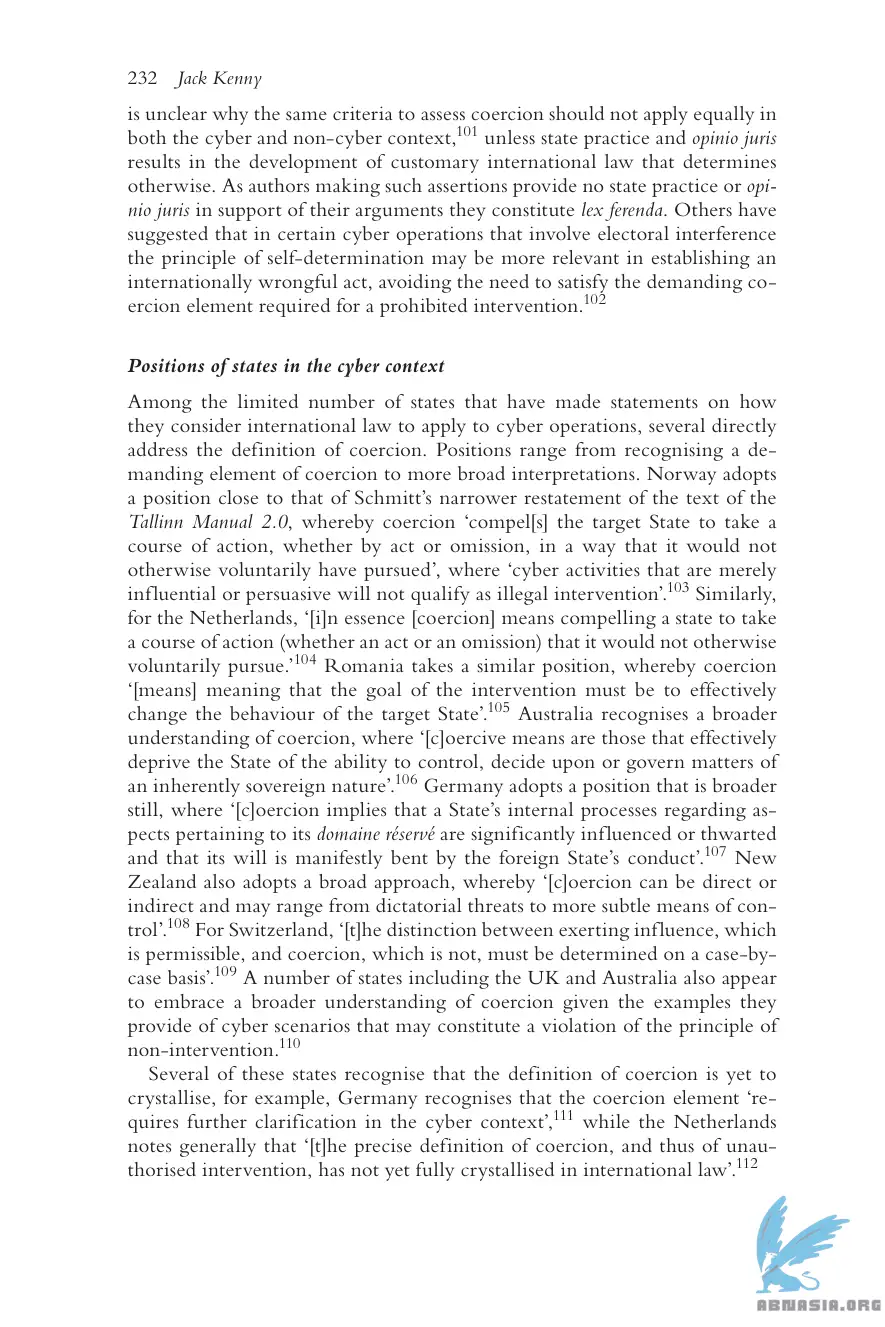 232 Jack Kenny
is unclear why the same criteria to assess coercion should not apply equally in
both the cyber and non-cyber context,101 unless state practice and opinio juris
results in the development of customary international law that determines
otherwise. As authors making such assertions provide no state practice or opi-
nio juris in support of their arguments they constitute lex ferenda. Others have
suggested that in certain cyber operations that involve electoral interference
the principle of self-determination may be more relevant in establishing an
internationally wrongful act, avoiding the need to satisfy the demanding co-
ercion element required for a prohibited intervention.102
Positions of states in the cyber context
Among the limited number of states that have made statements on how
they consider international law to apply to cyber operations, several directly
address the definition of coercion. Positions range from recognising a de-
manding element of coercion to more broad interpretations. Norway adopts
a position close to that of Schmitt's narrower restatement of the text of the
Tallinn Manual 2.0, whereby coercion 'compel[s] the target State to take a
course of action, whether by act or omission, in a way that it would not
otherwise voluntarily have pursued', where 'cyber activities that are merely
influential or persuasive will not qualify as illegal intervention'.103 Similarly,
for the Netherlands, '[i]n essence [coercion] means compelling a state to take
a course of action (whether an act or an omission) that it would not otherwise
voluntarily pursue.'104 Romania takes a similar position, whereby coercion
'[means] meaning that the goal of the intervention must be to effectively
change the behaviour of the target State'.105 Australia recognises a broader
understanding of coercion, where '[c]oercive means are those that effectively
deprive the State of the ability to control, decide upon or govern matters of
an inherently sovereign nature'.106 Germany adopts a position that is broader
still, where '[c]oercion implies that a State's internal processes regarding as-
pects pertaining to its domaine réservé are significantly influenced or thwarted
and that its will is manifestly bent by the foreign State's conduct'.107 New
Zealand also adopts a broad approach, whereby '[c]oercion can be direct or
indirect and may range from dictatorial threats to more subtle means of con-
trol'.108 For Switzerland, '[t]he distinction between exerting influence, which
is permissible, and coercion, which is not, must be determined on a case-by-
case basis'.109 A number of states including the UK and Australia also appear
to embrace a broader understanding of coercion given the examples they
provide of cyber scenarios that may constitute a violation of the principle of
non-intervention.110
Several of these states recognise that the definition of coercion is yet to
crystallise, for example, Germany recognises that the coercion element 're-
quires further clarification in the cyber context',111 while the Netherlands
notes generally that '[t]he precise definition of coercion, and thus of unau-
thorised intervention, has not yet fully crystallised in international law'.112
ABNASIA.ORG